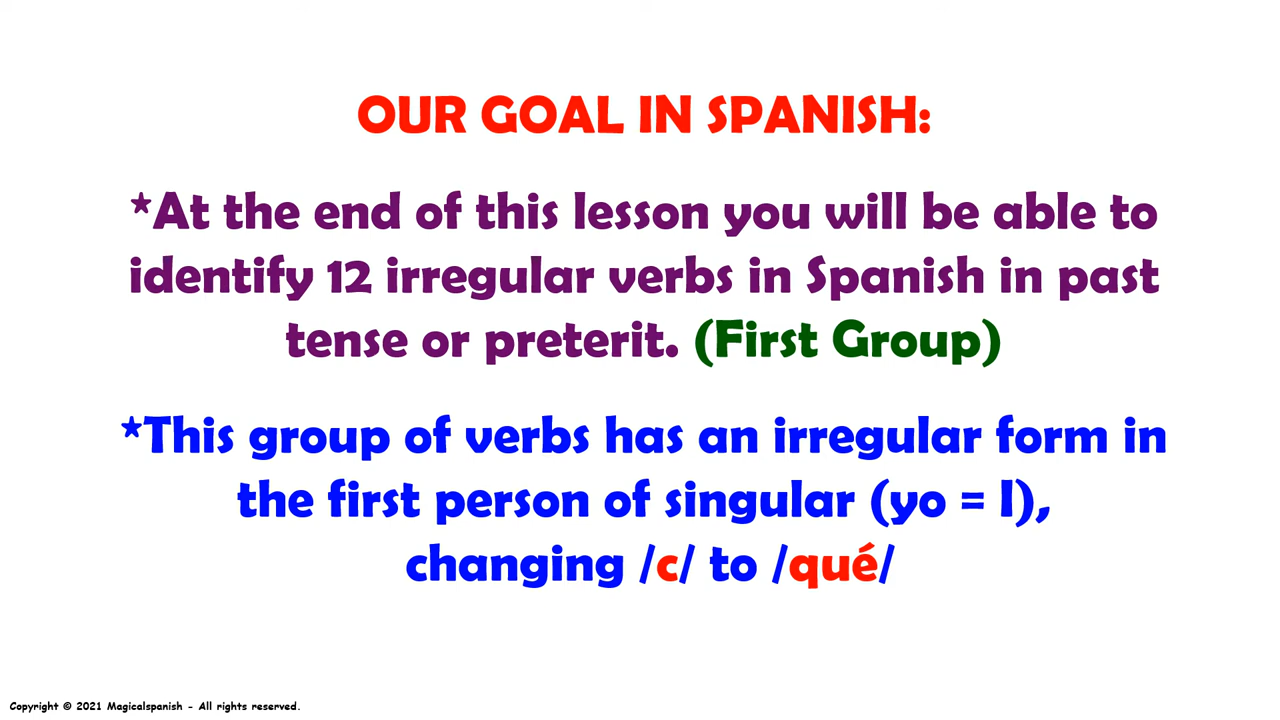 OUR GOAL IN SPANISH:
*At the end of this lesson you will be able to
identify 12 irregular verbs in Spanish in past
tense or preterit. (First Group)
*This group of verbs has an irregular form in
the first person of singular (yo = I),
changing /c/ to /qué/
Copyright © 2021 Magicalspanish - All rights reserved.